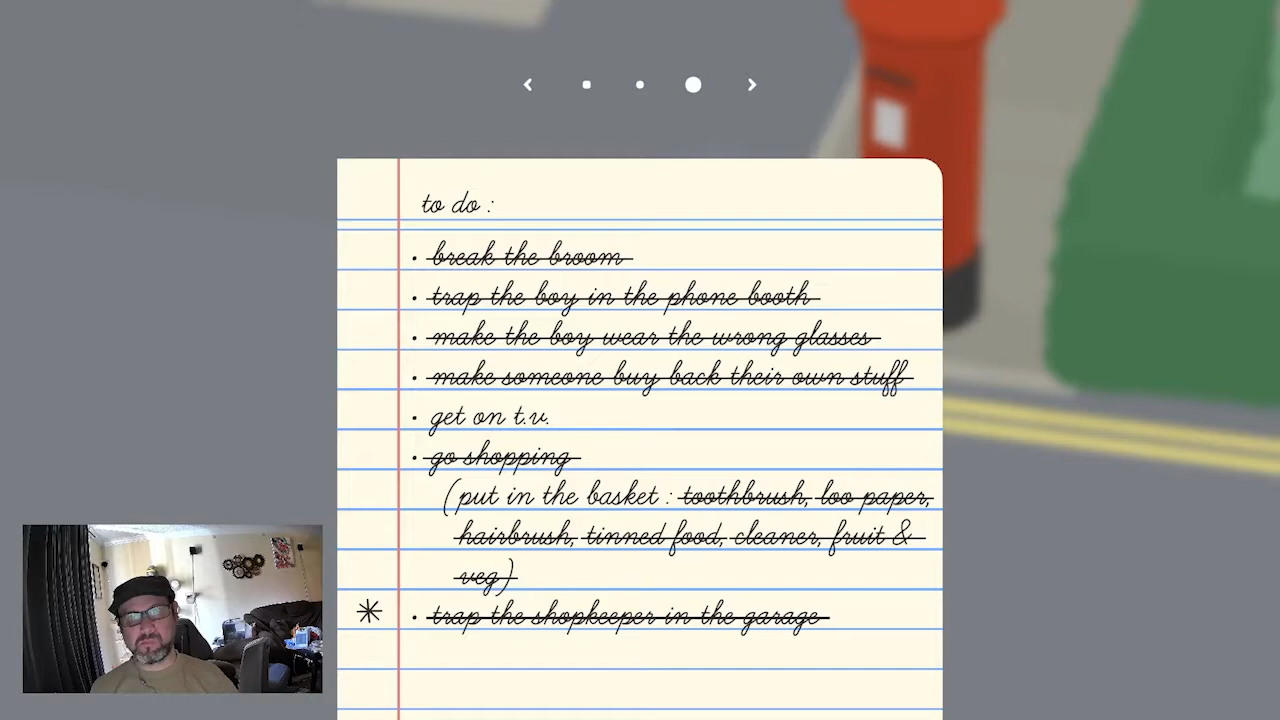 to do :
• break the broom
• trap the boy in the phone booth
• make the boy wear the wrong glasses
• make someone buy back their own stuff
• get on t.v.
• go shopping
(put in the basket : toothbrush, loo paper,
hairbrush, tinned food, cleaner, fruit &
veg)
• trap the shopkeeper in the garage